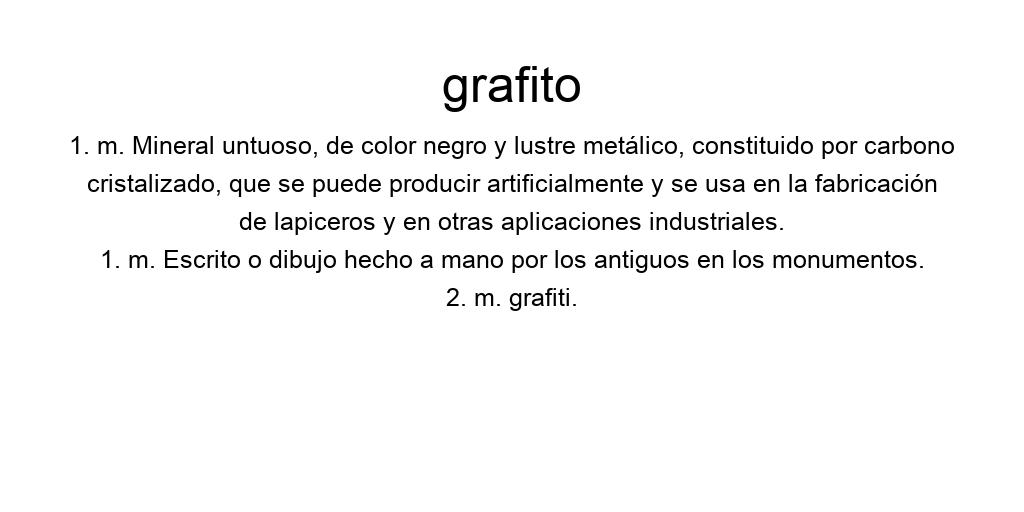 grafito
1. m. Mineral untuoso, de color negro y lustre metálico, constituido por carbono
cristalizado, que se puede producir artificialmente y se usa en la fabricación
de lapiceros y en otras aplicaciones industriales.
1. m. Escrito o dibujo hecho a mano por los antiguos en los monumentos.
2. m. grafiti.